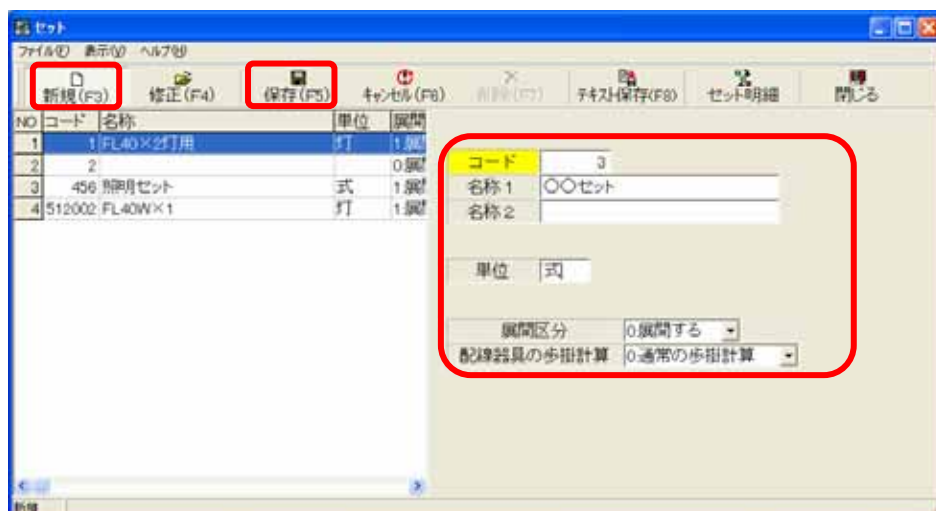 セット
ファイル(F) 表示(V) ヘルプ(H)
新規(F3) 修正(F4) 保存(F5) キャンセル(F6) 削除(F7) テキスト保存(F8) セット明細 閉じる
NO コード 名称 単位 展開
1 1 FL40×2灯用 灯 1:展
2 2 0:展
3 456 照明セット 式 1:展
4 512002 FL40W×1 灯 1:展
コード 3
名称1 〇〇セット
名称2
単位 式
展開区分 0:展開する
配線器具の歩掛計算 0:通常の歩掛計算
新規